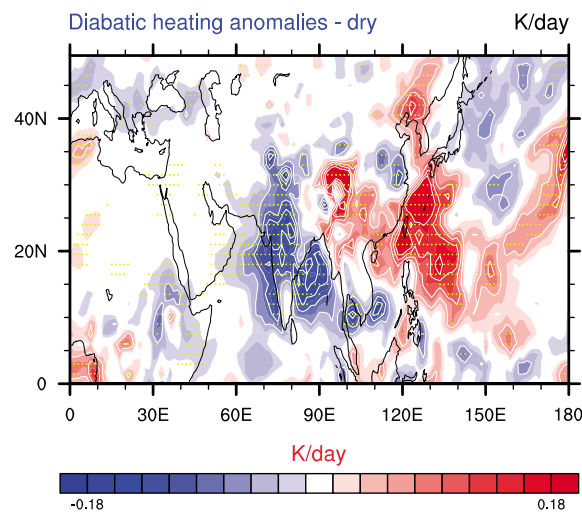 Diabatic heating anomalies - dry K/day
40N
20N
0
0 30E 60E 90E 120E 150E 180
K/day
-0.18 0.18